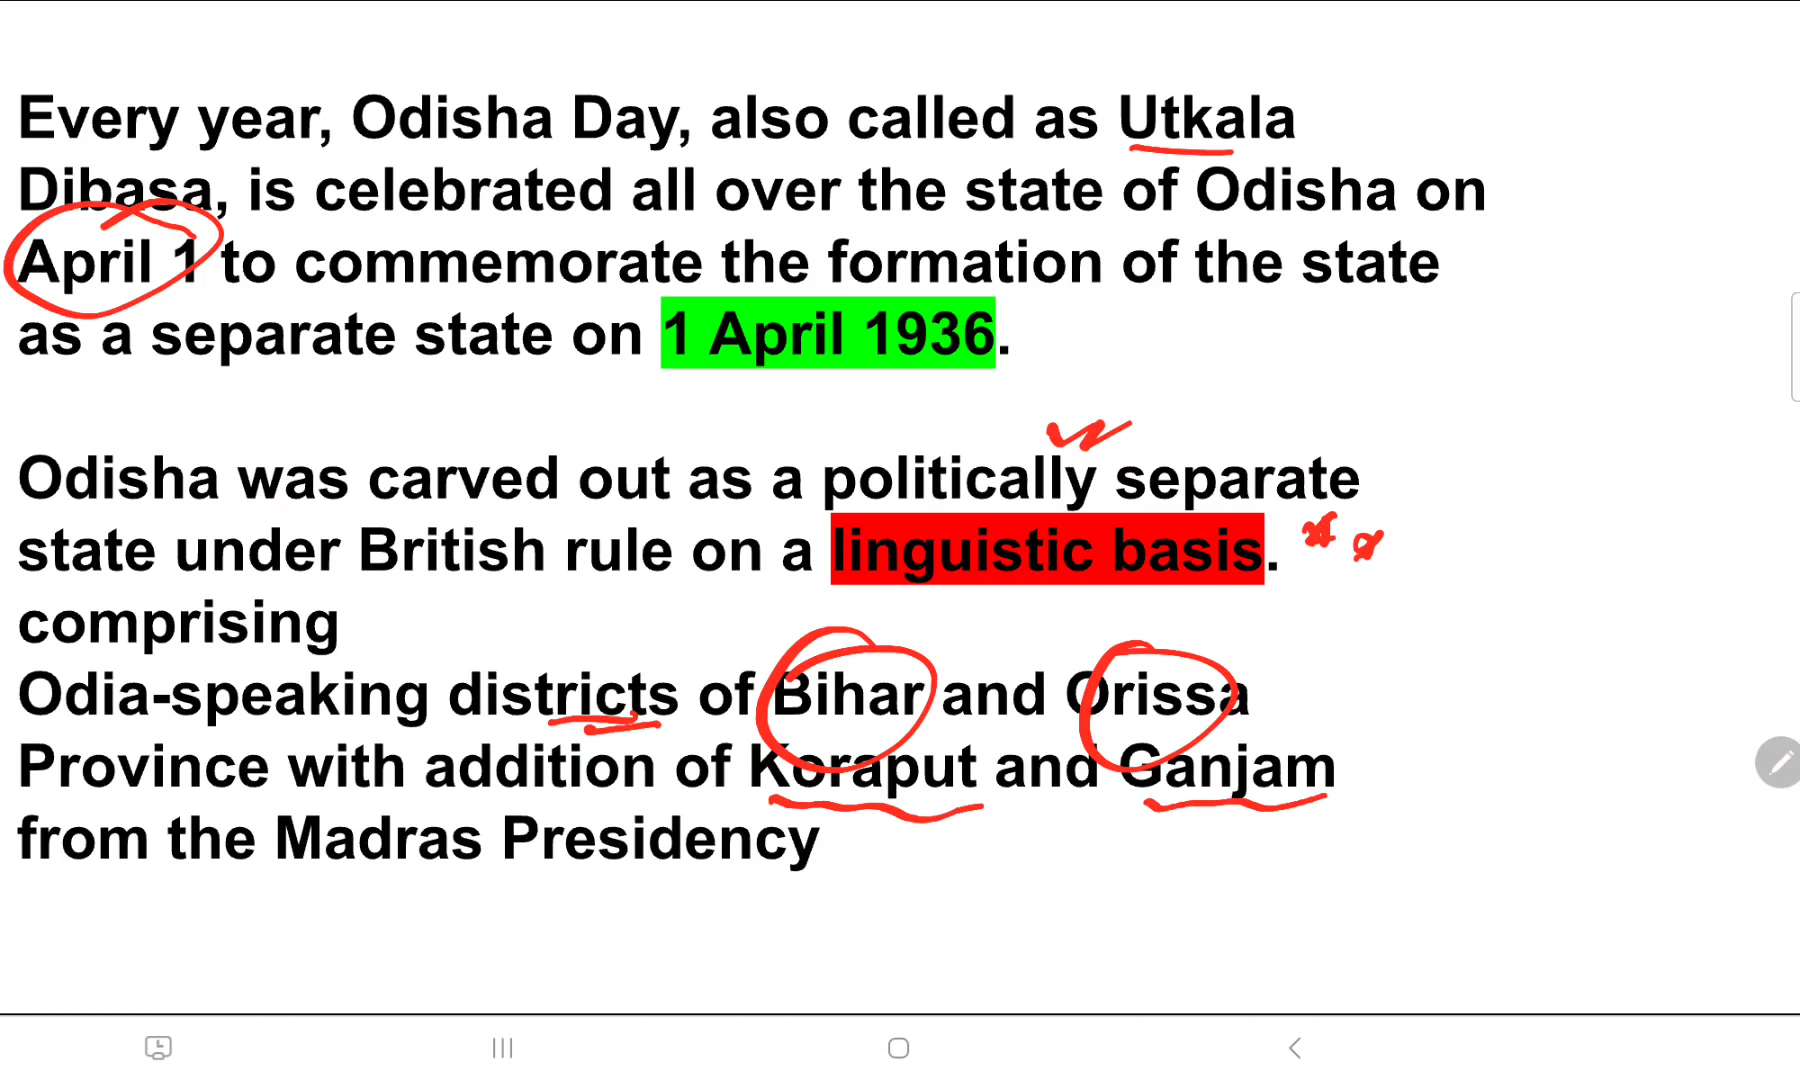 Every year, Odisha Day, also called as Utkala
Dibasa, is celebrated all over the state of Odisha on
April 1 to commemorate the formation of the state
as a separate state on 1 April 1936.
Odisha was carved out as a politically separate
state under British rule on a linguistic basis.
comprising
Odia-speaking districts of Bihar and Orissa
Province with addition of Koraput and Ganjam
from the Madras Presidency